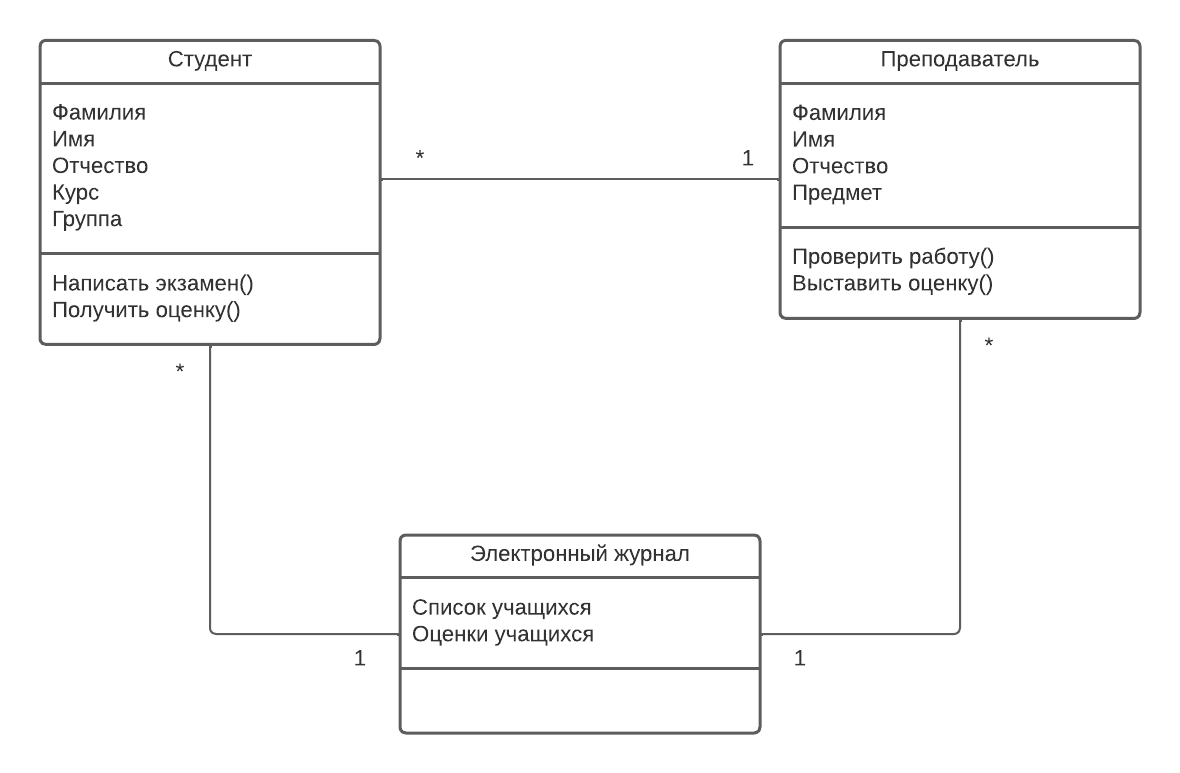 Студент
Фамилия
Имя
Отчество
Курс
Группа
Написать экзамен()
Получить оценку()
*
1
Преподаватель
Фамилия
Имя
Отчество
Предмет
Проверить работу()
Выставить оценку()
*
*
Электронный журнал
Список учащихся
Оценки учащихся
1
1